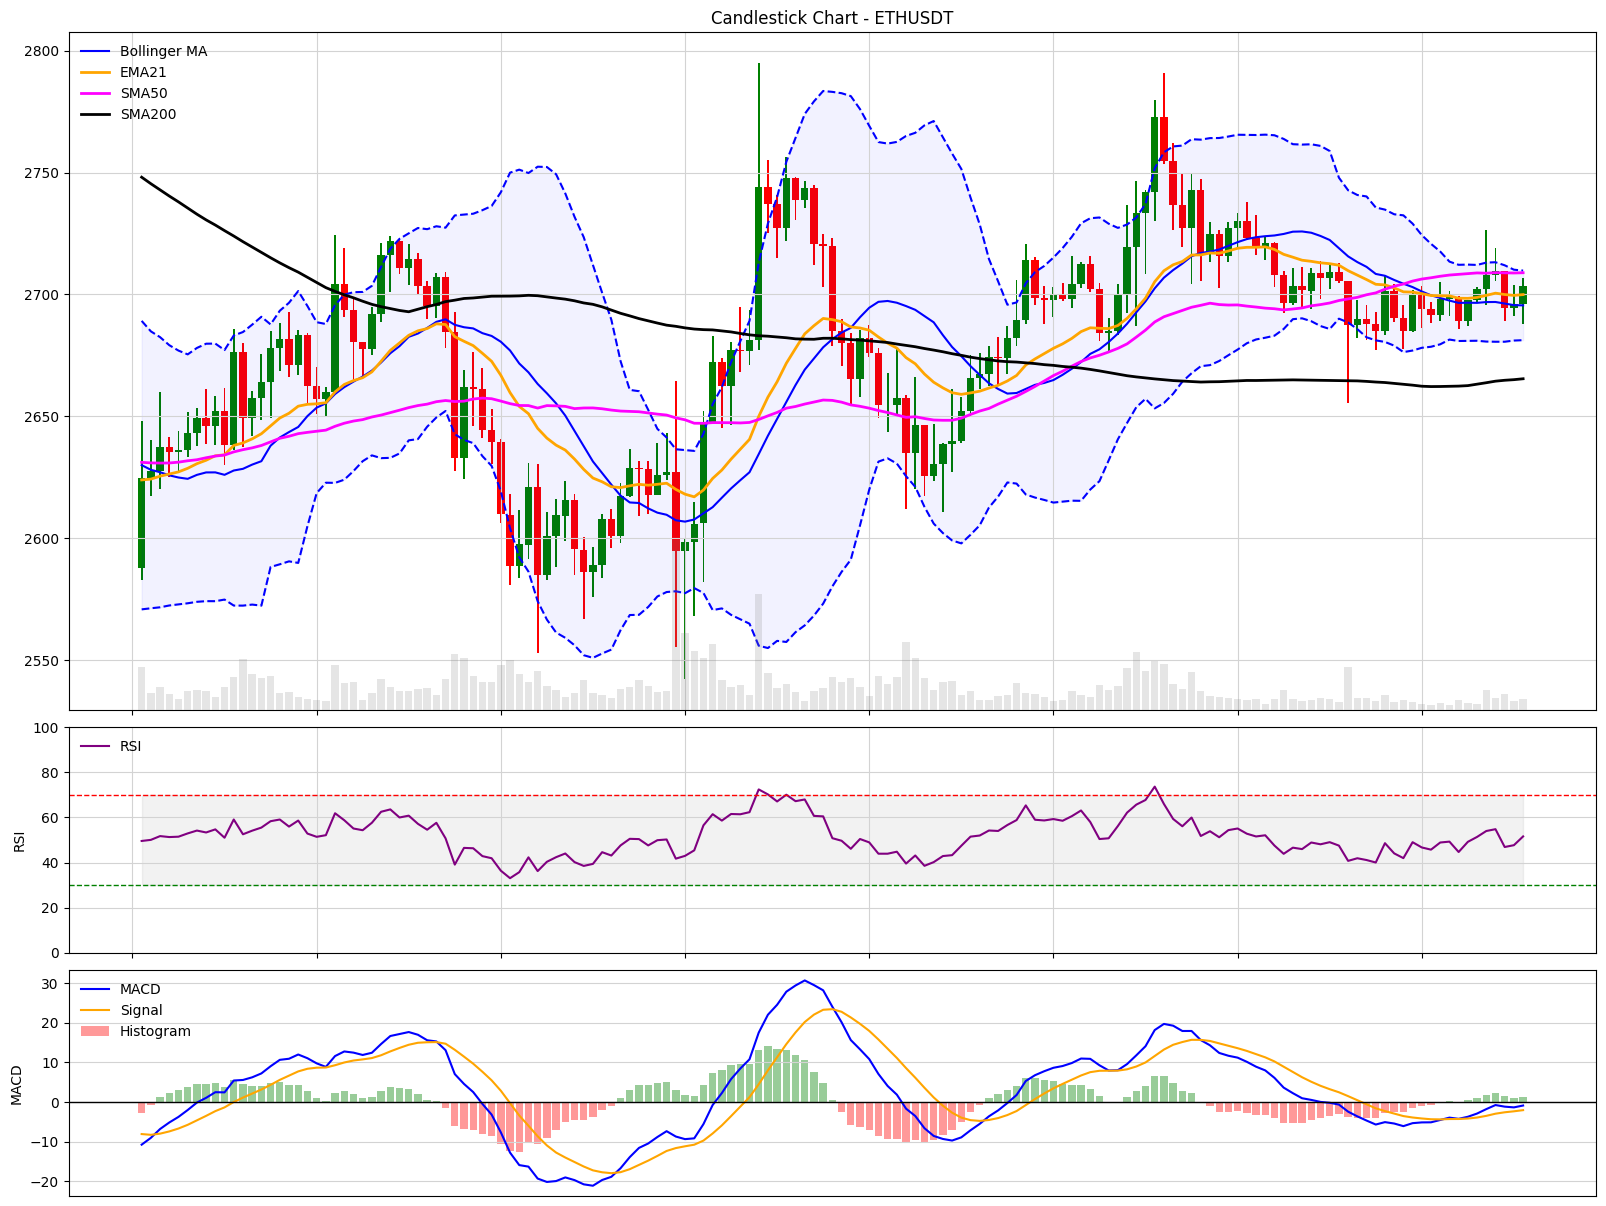 Candlestick Chart - ETHUSDT
Bollinger MA
EMA21
SMA50
SMA200
2800
2750
2700
2650
2600
2550
RSI
100
80
60
40
20
0
RSI
MACD
Signal
Histogram
30
20
10
0
−10
−20
MACD